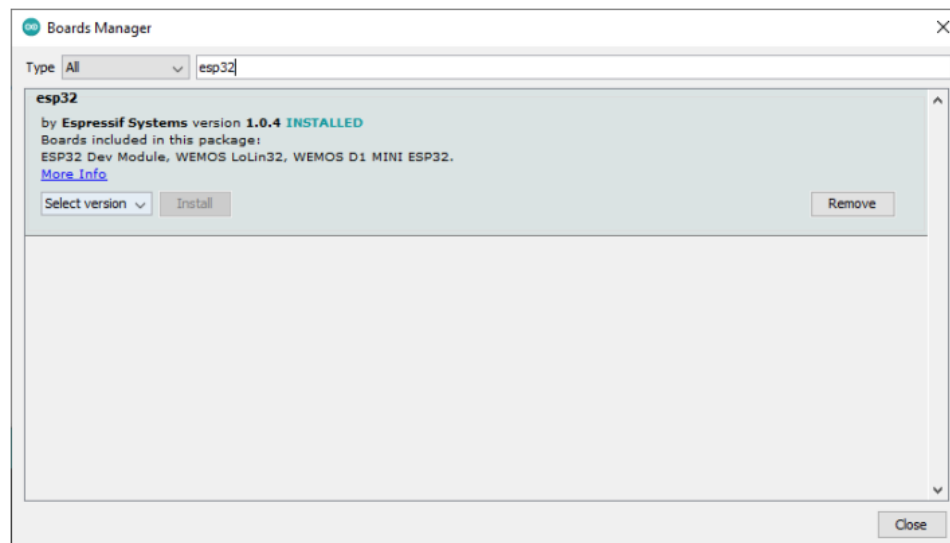 Boards Manager
Type All esp32
esp32
by Espressif Systems version 1.0.4 INSTALLED
Boards included in this package:
ESP32 Dev Module, WEMOS LoLin32, WEMOS D1 MINI ESP32.
More Info
Select version Install Remove
Close